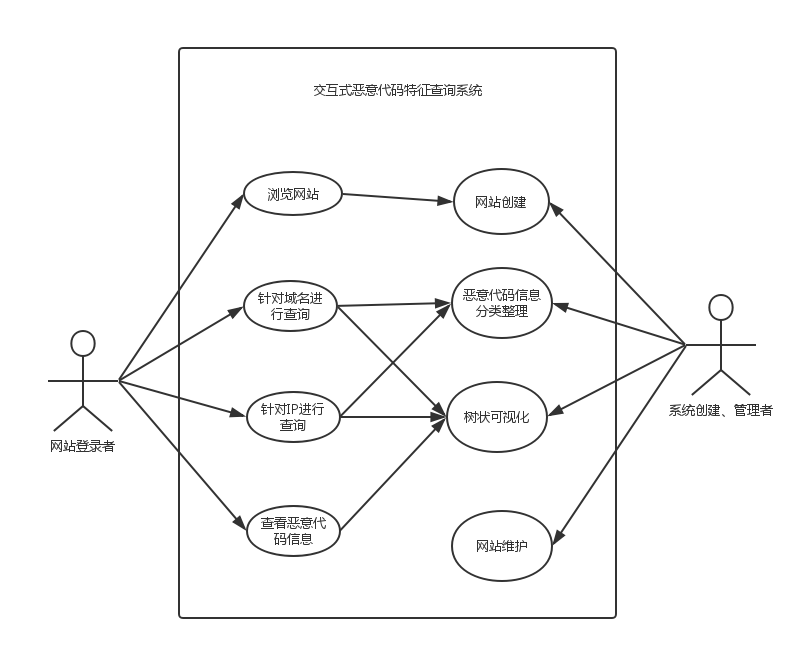 交互式恶意代码特征查询系统
浏览网站
网站创建
针对域名进
行查询
恶意代码信息
分类整理
针对IP进行
查询
树状可视化
查看恶意代
码信息
网站维护
网站登录者
系统创建、管理者